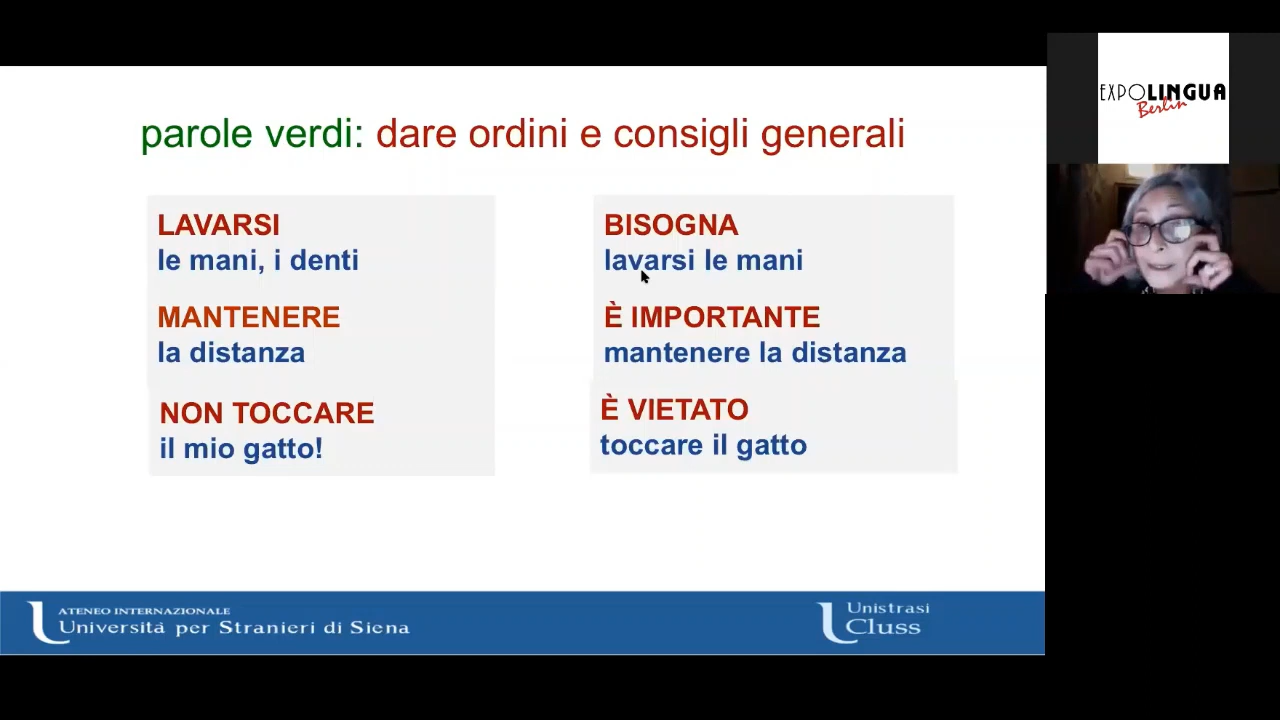 parole verdi: dare ordini e consigli generali
LAVARSI
le mani, i denti
MANTENERE
la distanza
NON TOCCARE
il mio gatto!
BISOGNA
lavarsi le mani
È IMPORTANTE
mantenere la distanza
È VIETATO
toccare il gatto
ATENEO INTERNAZIONALE
Università per Stranieri di Siena
Unistrasi
Cluss
EXPOLINGUA
Berlin